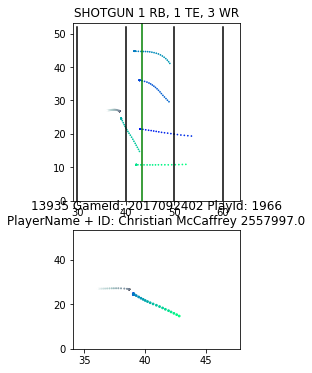 SHOTGUN 1 RB, 1 TE, 3 WR
50
40
30
20
10
0
30 40 50 60
13935 GameId: 2017092402 PlayId: 1966
PlayerName + ID: Christian McCaffrey 2557997.0
40
20
0
35 40 45